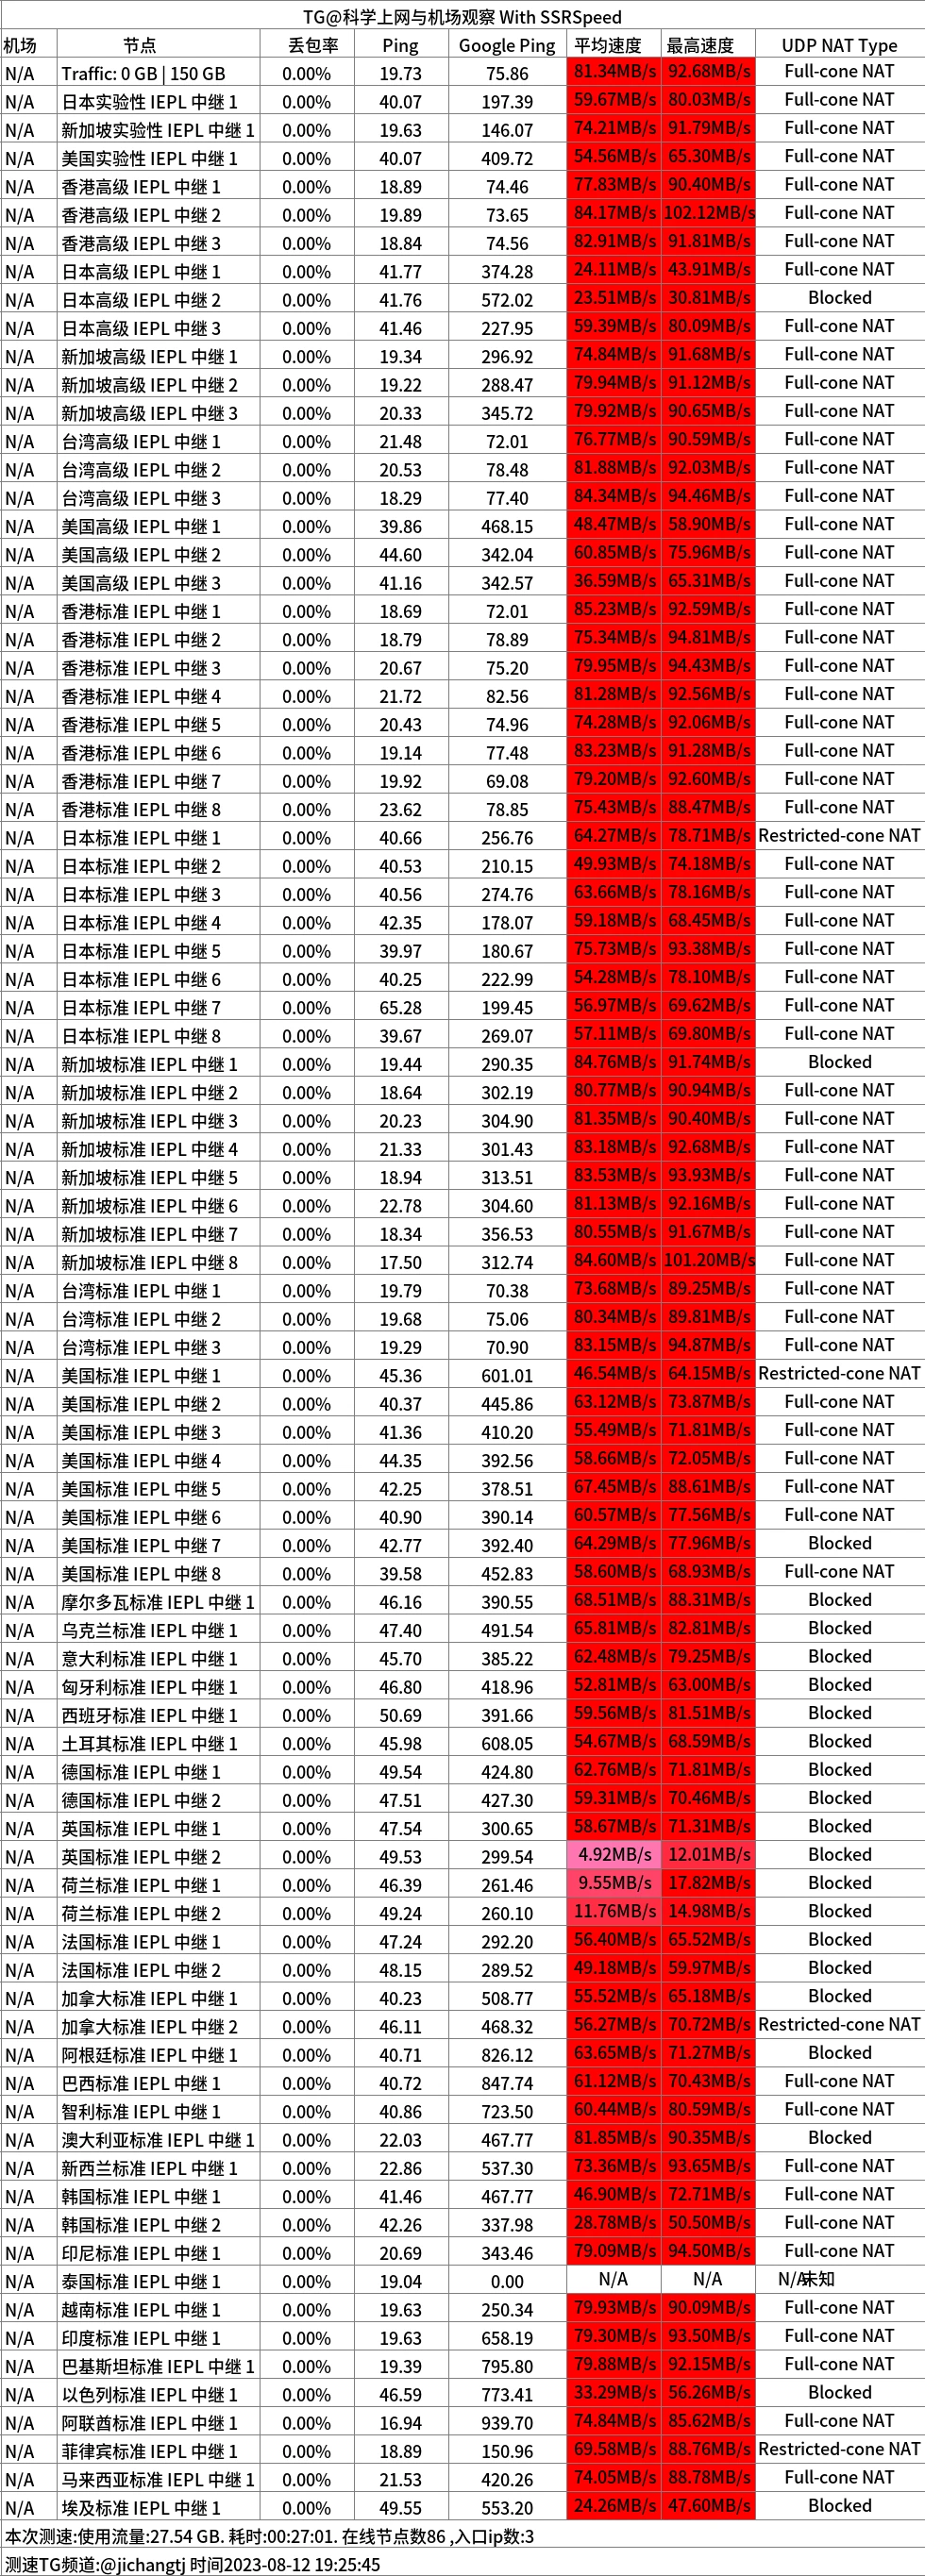 TG@科学上网与机场观察 With SSRSpeed
机场 节点 丢包率 Ping Google Ping 平均速度 最高速度 UDP NAT Type
N/A Traffic: 0 GB | 150 GB 0.00% 19.73 75.86 81.34MB/s 92.68MB/s Full-cone NAT
N/A 日本实验性 IEPL 中继 1 0.00% 40.07 197.39 59.67MB/s 80.03MB/s Full-cone NAT
N/A 新加坡实验性 IEPL 中继 1 0.00% 19.63 146.07 74.21MB/s 91.79MB/s Full-cone NAT
N/A 美国实验性 IEPL 中继 1 0.00% 40.07 409.72 54.56MB/s 65.30MB/s Full-cone NAT
N/A 香港高级 IEPL 中继 1 0.00% 18.89 74.46 77.83MB/s 90.40MB/s Full-cone NAT
N/A 香港高级 IEPL 中继 2 0.00% 19.89 73.65 84.17MB/s 102.12MB/s Full-cone NAT
N/A 香港高级 IEPL 中继 3 0.00% 18.84 74.56 82.91MB/s 91.81MB/s Full-cone NAT
N/A 日本高级 IEPL 中继 1 0.00% 41.77 374.28 24.11MB/s 43.91MB/s Full-cone NAT
N/A 日本高级 IEPL 中继 2 0.00% 41.76 572.02 23.51MB/s 30.81MB/s Blocked
N/A 日本高级 IEPL 中继 3 0.00% 41.46 227.95 59.39MB/s 80.09MB/s Full-cone NAT
N/A 新加坡高级 IEPL 中继 1 0.00% 19.34 296.92 74.84MB/s 91.68MB/s Full-cone NAT
N/A 新加坡高级 IEPL 中继 2 0.00% 19.22 288.47 79.94MB/s 91.12MB/s Full-cone NAT
N/A 新加坡高级 IEPL 中继 3 0.00% 20.33 345.72 79.92MB/s 90.65MB/s Full-cone NAT
N/A 台湾高级 IEPL 中继 1 0.00% 21.48 72.01 76.77MB/s 90.59MB/s Full-cone NAT
N/A 台湾高级 IEPL 中继 2 0.00% 20.53 78.48 81.88MB/s 92.03MB/s Full-cone NAT
N/A 台湾高级 IEPL 中继 3 0.00% 18.29 77.40 84.34MB/s 94.46MB/s Full-cone NAT
N/A 美国高级 IEPL 中继 1 0.00% 39.86 468.15 48.47MB/s 58.90MB/s Full-cone NAT
N/A 美国高级 IEPL 中继 2 0.00% 44.60 342.04 60.85MB/s 75.96MB/s Full-cone NAT
N/A 美国高级 IEPL 中继 3 0.00% 41.16 342.57 36.59MB/s 65.31MB/s Full-cone NAT
N/A 香港标准 IEPL 中继 1 0.00% 18.69 72.01 85.23MB/s 92.59MB/s Full-cone NAT
N/A 香港标准 IEPL 中继 2 0.00% 18.79 78.89 75.34MB/s 94.81MB/s Full-cone NAT
N/A 香港标准 IEPL 中继 3 0.00% 20.67 75.20 79.95MB/s 94.43MB/s Full-cone NAT
N/A 香港标准 IEPL 中继 4 0.00% 21.72 82.56 81.28MB/s 92.56MB/s Full-cone NAT
N/A 香港标准 IEPL 中继 5 0.00% 20.43 74.96 74.28MB/s 92.06MB/s Full-cone NAT
N/A 香港标准 IEPL 中继 6 0.00% 19.14 77.48 83.23MB/s 91.28MB/s Full-cone NAT
N/A 香港标准 IEPL 中继 7 0.00% 19.92 69.08 79.20MB/s 92.60MB/s Full-cone NAT
N/A 香港标准 IEPL 中继 8 0.00% 23.62 78.85 75.43MB/s 88.47MB/s Full-cone NAT
N/A 日本标准 IEPL 中继 1 0.00% 40.66 256.76 64.27MB/s 78.71MB/s Restricted-cone NAT
N/A 日本标准 IEPL 中继 2 0.00% 40.53 210.15 49.93MB/s 74.18MB/s Full-cone NAT
N/A 日本标准 IEPL 中继 3 0.00% 40.56 274.76 63.66MB/s 78.16MB/s Full-cone NAT
N/A 日本标准 IEPL 中继 4 0.00% 42.35 178.07 59.18MB/s 68.45MB/s Full-cone NAT
N/A 日本标准 IEPL 中继 5 0.00% 39.97 180.67 75.73MB/s 93.38MB/s Full-cone NAT
N/A 日本标准 IEPL 中继 6 0.00% 40.25 222.99 54.28MB/s 78.10MB/s Full-cone NAT
N/A 日本标准 IEPL 中继 7 0.00% 65.28 199.45 56.97MB/s 69.62MB/s Full-cone NAT
N/A 日本标准 IEPL 中继 8 0.00% 39.67 269.07 57.11MB/s 69.80MB/s Full-cone NAT
N/A 新加坡标准 IEPL 中继 1 0.00% 19.44 290.35 84.76MB/s 91.74MB/s Blocked
N/A 新加坡标准 IEPL 中继 2 0.00% 18.64 302.19 80.77MB/s 90.94MB/s Full-cone NAT
N/A 新加坡标准 IEPL 中继 3 0.00% 20.23 304.90 81.35MB/s 90.40MB/s Full-cone NAT
N/A 新加坡标准 IEPL 中继 4 0.00% 21.33 301.43 83.18MB/s 92.68MB/s Full-cone NAT
N/A 新加坡标准 IEPL 中继 5 0.00% 18.94 313.51 83.53MB/s 93.93MB/s Full-cone NAT
N/A 新加坡标准 IEPL 中继 6 0.00% 22.78 304.60 81.13MB/s 92.16MB/s Full-cone NAT
N/A 新加坡标准 IEPL 中继 7 0.00% 18.34 356.53 80.55MB/s 91.67MB/s Full-cone NAT
N/A 新加坡标准 IEPL 中继 8 0.00% 17.50 312.74 84.60MB/s 101.20MB/s Full-cone NAT
N/A 台湾标准 IEPL 中继 1 0.00% 19.79 70.38 73.68MB/s 89.25MB/s Full-cone NAT
N/A 台湾标准 IEPL 中继 2 0.00% 19.68 75.06 80.34MB/s 89.81MB/s Full-cone NAT
N/A 台湾标准 IEPL 中继 3 0.00% 19.29 70.90 83.15MB/s 94.87MB/s Full-cone NAT
N/A 美国标准 IEPL 中继 1 0.00% 45.36 601.01 46.54MB/s 64.15MB/s Restricted-cone NAT
N/A 美国标准 IEPL 中继 2 0.00% 40.37 445.86 63.12MB/s 73.87MB/s Full-cone NAT
N/A 美国标准 IEPL 中继 3 0.00% 41.36 410.20 55.49MB/s 71.81MB/s Full-cone NAT
N/A 美国标准 IEPL 中继 4 0.00% 44.35 392.56 58.66MB/s 72.05MB/s Full-cone NAT
N/A 美国标准 IEPL 中继 5 0.00% 42.25 378.51 67.45MB/s 88.61MB/s Full-cone NAT
N/A 美国标准 IEPL 中继 6 0.00% 40.90 390.14 60.57MB/s 77.56MB/s Full-cone NAT
N/A 美国标准 IEPL 中继 7 0.00% 42.77 392.40 64.29MB/s 77.96MB/s Blocked
N/A 美国标准 IEPL 中继 8 0.00% 39.58 452.83 58.60MB/s 68.93MB/s Full-cone NAT
N/A 摩尔多瓦标准 IEPL 中继 1 0.00% 46.16 390.55 68.51MB/s 88.31MB/s Blocked
N/A 乌克兰标准 IEPL 中继 1 0.00% 47.40 491.54 65.81MB/s 82.81MB/s Blocked
N/A 意大利标准 IEPL 中继 1 0.00% 45.70 385.22 62.48MB/s 79.25MB/s Blocked
N/A 匈牙利标准 IEPL 中继 1 0.00% 46.80 418.96 52.81MB/s 63.00MB/s Blocked
N/A 西班牙标准 IEPL 中继 1 0.00% 50.69 391.66 59.56MB/s 81.51MB/s Blocked
N/A 土耳其标准 IEPL 中继 1 0.00% 45.98 608.05 54.67MB/s 68.59MB/s Blocked
N/A 德国标准 IEPL 中继 1 0.00% 49.54 424.80 62.76MB/s 71.81MB/s Blocked
N/A 德国标准 IEPL 中继 2 0.00% 47.51 427.30 59.31MB/s 70.46MB/s Blocked
N/A 英国标准 IEPL 中继 1 0.00% 47.54 300.65 58.67MB/s 71.31MB/s Blocked
N/A 英国标准 IEPL 中继 2 0.00% 49.53 299.54 4.92MB/s 12.01MB/s Blocked
N/A 荷兰标准 IEPL 中继 1 0.00% 46.39 261.46 9.55MB/s 17.82MB/s Blocked
N/A 荷兰标准 IEPL 中继 2 0.00% 49.24 260.10 11.76MB/s 14.98MB/s Blocked
N/A 法国标准 IEPL 中继 1 0.00% 47.24 292.20 56.40MB/s 65.52MB/s Blocked
N/A 法国标准 IEPL 中继 2 0.00% 48.15 289.52 49.18MB/s 59.97MB/s Blocked
N/A 加拿大标准 IEPL 中继 1 0.00% 40.23 508.77 55.52MB/s 65.18MB/s Blocked
N/A 加拿大标准 IEPL 中继 2 0.00% 46.11 468.32 56.27MB/s 70.72MB/s Restricted-cone NAT
N/A 阿根廷标准 IEPL 中继 1 0.00% 40.71 826.12 63.65MB/s 71.27MB/s Blocked
N/A 巴西标准 IEPL 中继 1 0.00% 40.72 847.74 61.12MB/s 70.43MB/s Full-cone NAT
N/A 智利标准 IEPL 中继 1 0.00% 40.86 723.50 60.44MB/s 80.59MB/s Full-cone NAT
N/A 澳大利亚标准 IEPL 中继 1 0.00% 22.03 467.77 81.85MB/s 90.35MB/s Blocked
N/A 新西兰标准 IEPL 中继 1 0.00% 22.86 537.30 73.36MB/s 93.65MB/s Full-cone NAT
N/A 韩国标准 IEPL 中继 1 0.00% 41.46 467.77 46.90MB/s 72.71MB/s Full-cone NAT
N/A 韩国标准 IEPL 中继 2 0.00% 42.26 337.98 28.78MB/s 50.50MB/s Full-cone NAT
N/A 印尼标准 IEPL 中继 1 0.00% 20.69 343.46 79.09MB/s 94.50MB/s Full-cone NAT
N/A 泰国标准 IEPL 中继 1 0.00% 19.04 0.00 N/A N/A N/A未知
N/A 越南标准 IEPL 中继 1 0.00% 19.63 250.34 79.93MB/s 90.09MB/s Full-cone NAT
N/A 印度标准 IEPL 中继 1 0.00% 19.63 658.19 79.30MB/s 93.50MB/s Full-cone NAT
N/A 巴基斯坦标准 IEPL 中继 1 0.00% 19.39 795.80 79.88MB/s 92.15MB/s Full-cone NAT
N/A 以色列标准 IEPL 中继 1 0.00% 46.59 773.41 33.29MB/s 56.26MB/s Blocked
N/A 阿联酋标准 IEPL 中继 1 0.00% 16.94 939.70 74.84MB/s 85.62MB/s Full-cone NAT
N/A 菲律宾标准 IEPL 中继 1 0.00% 18.89 150.96 69.58MB/s 88.76MB/s Restricted-cone NAT
N/A 马来西亚标准 IEPL 中继 1 0.00% 21.53 420.26 74.05MB/s 88.78MB/s Full-cone NAT
N/A 埃及标准 IEPL 中继 1 0.00% 49.55 553.20 24.26MB/s 47.60MB/s Blocked
本次测速:使用流量:27.54 GB. 耗时:00:27:01. 在线节点数86 ,入口ip数:3
测速TG频道:@jichangtj 时间2023-08-12 19:25:45